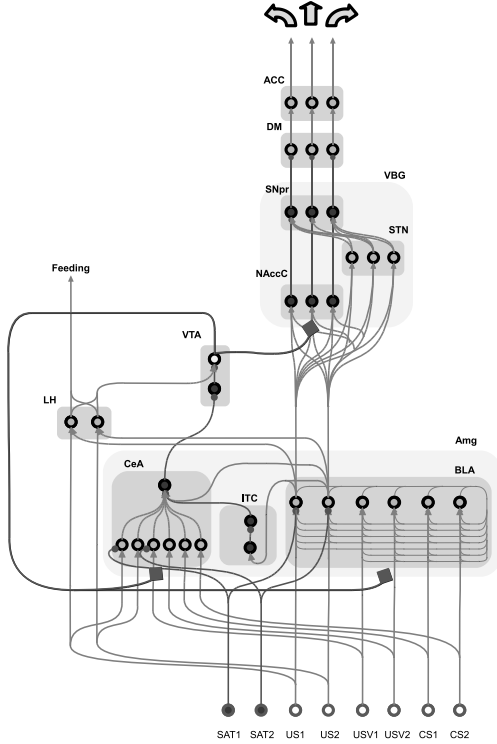 ACC
DM
VBG
SNpr
STN
NAccC
Feeding
VTA
LH
Amg
CeA
BLA
ITC
SAT1 SAT2 US1 US2 USV1 USV2 CS1 CS2